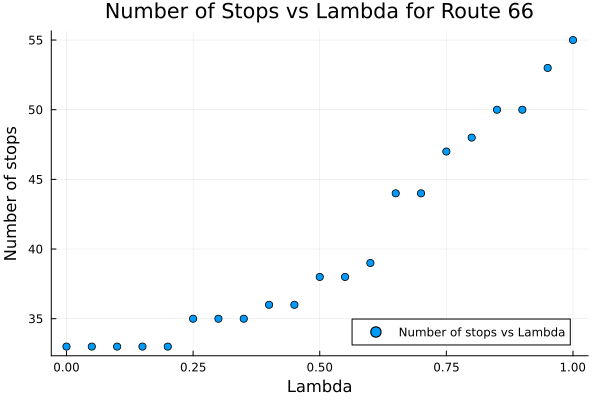 Number of Stops vs Lambda for Route 66
Number of stops
55
50
45
40
35
Number of stops vs Lambda
0.00 0.25 0.50 0.75 1.00
Lambda